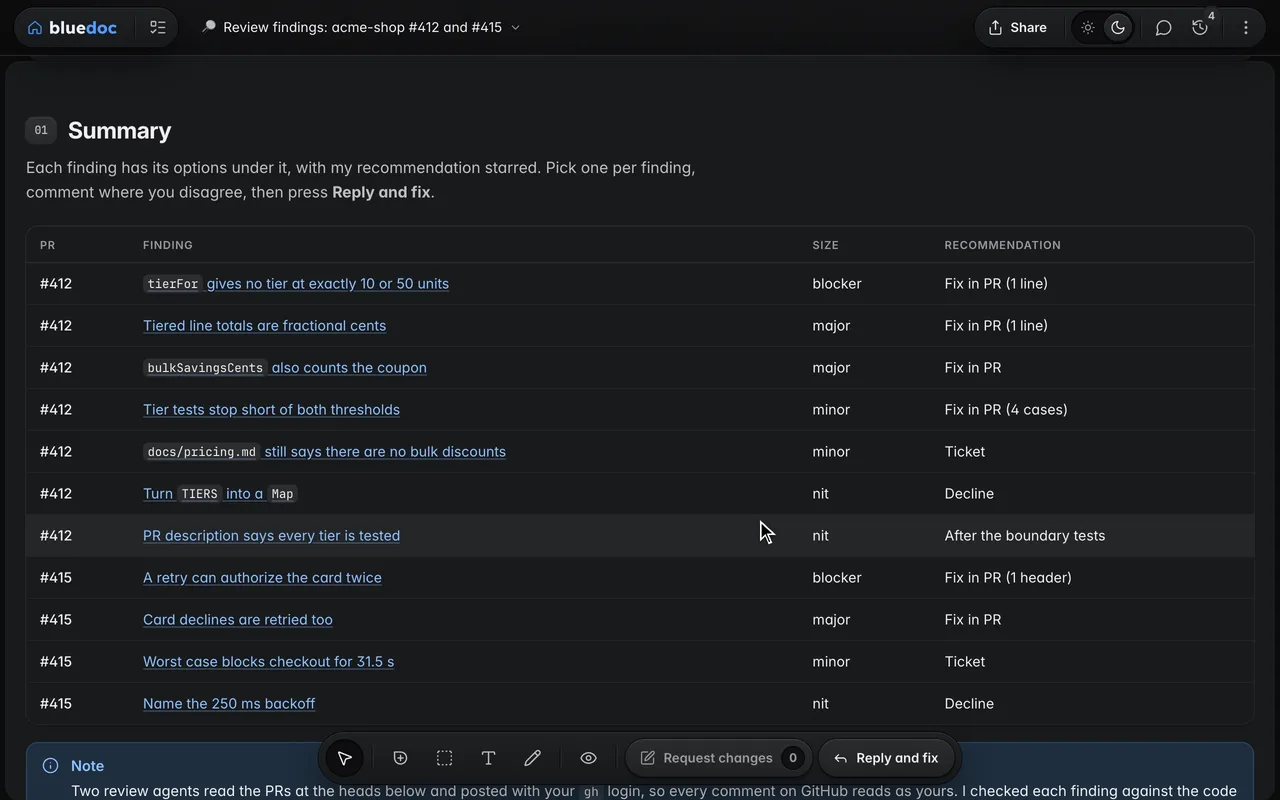 bluedoc
Review findings: acme-shop #412 and #415
Share
4
01 Summary
Each finding has its options under it, with my recommendation starred. Pick one per finding,
comment where you disagree, then press Reply and fix.
PR FINDING SIZE RECOMMENDATION
#412 tierFor gives no tier at exactly 10 or 50 units blocker Fix in PR (1 line)
#412 Tiered line totals are fractional cents major Fix in PR (1 line)
#412 bulkSavingsCents also counts the coupon major Fix in PR
#412 Tier tests stop short of both thresholds minor Fix in PR (4 cases)
#412 docs/pricing.md still says there are no bulk discounts minor Ticket
#412 Turn TIERS into a Map nit Decline
#412 PR description says every tier is tested nit After the boundary tests
#415 A retry can authorize the card twice blocker Fix in PR (1 header)
#415 Card declines are retried too major Fix in PR
#415 Worst case blocks checkout for 31.5 s minor Ticket
#415 Name the 250 ms backoff nit Decline
Note
Request changes 0
Reply and fix
Two review agents read the PRs at the heads below and posted with your gh login, so every comment on GitHub reads as yours. I checked each finding against the code